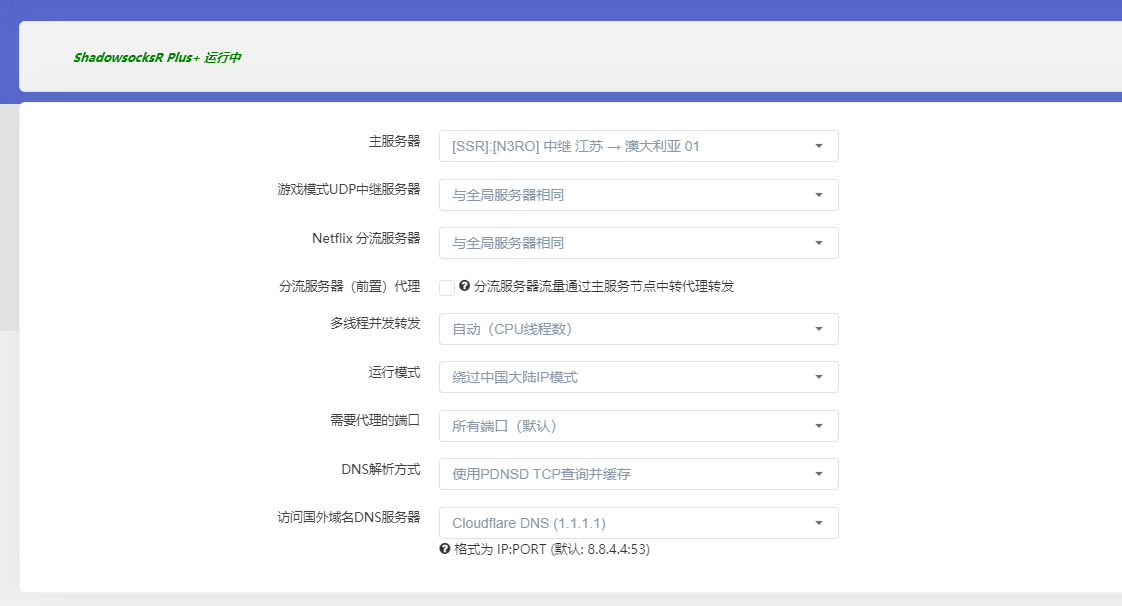 ShadowsocksR Plus+ 运行中
主服务器 [SSR]:[N3RO] 中继 江苏 → 澳大利亚 01
游戏模式UDP中继服务器 与全局服务器相同
Netflix 分流服务器 与全局服务器相同
分流服务器（前置）代理 分流服务器流量通过主服务节点中转代理转发
多线程并发转发 自动（CPU线程数）
运行模式 绕过中国大陆IP模式
需要代理的端口 所有端口（默认）
DNS解析方式 使用PDNSD TCP查询并缓存
访问国外域名DNS服务器 Cloudflare DNS (1.1.1.1)
格式为 IP:PORT (默认: 8.8.4.4:53)